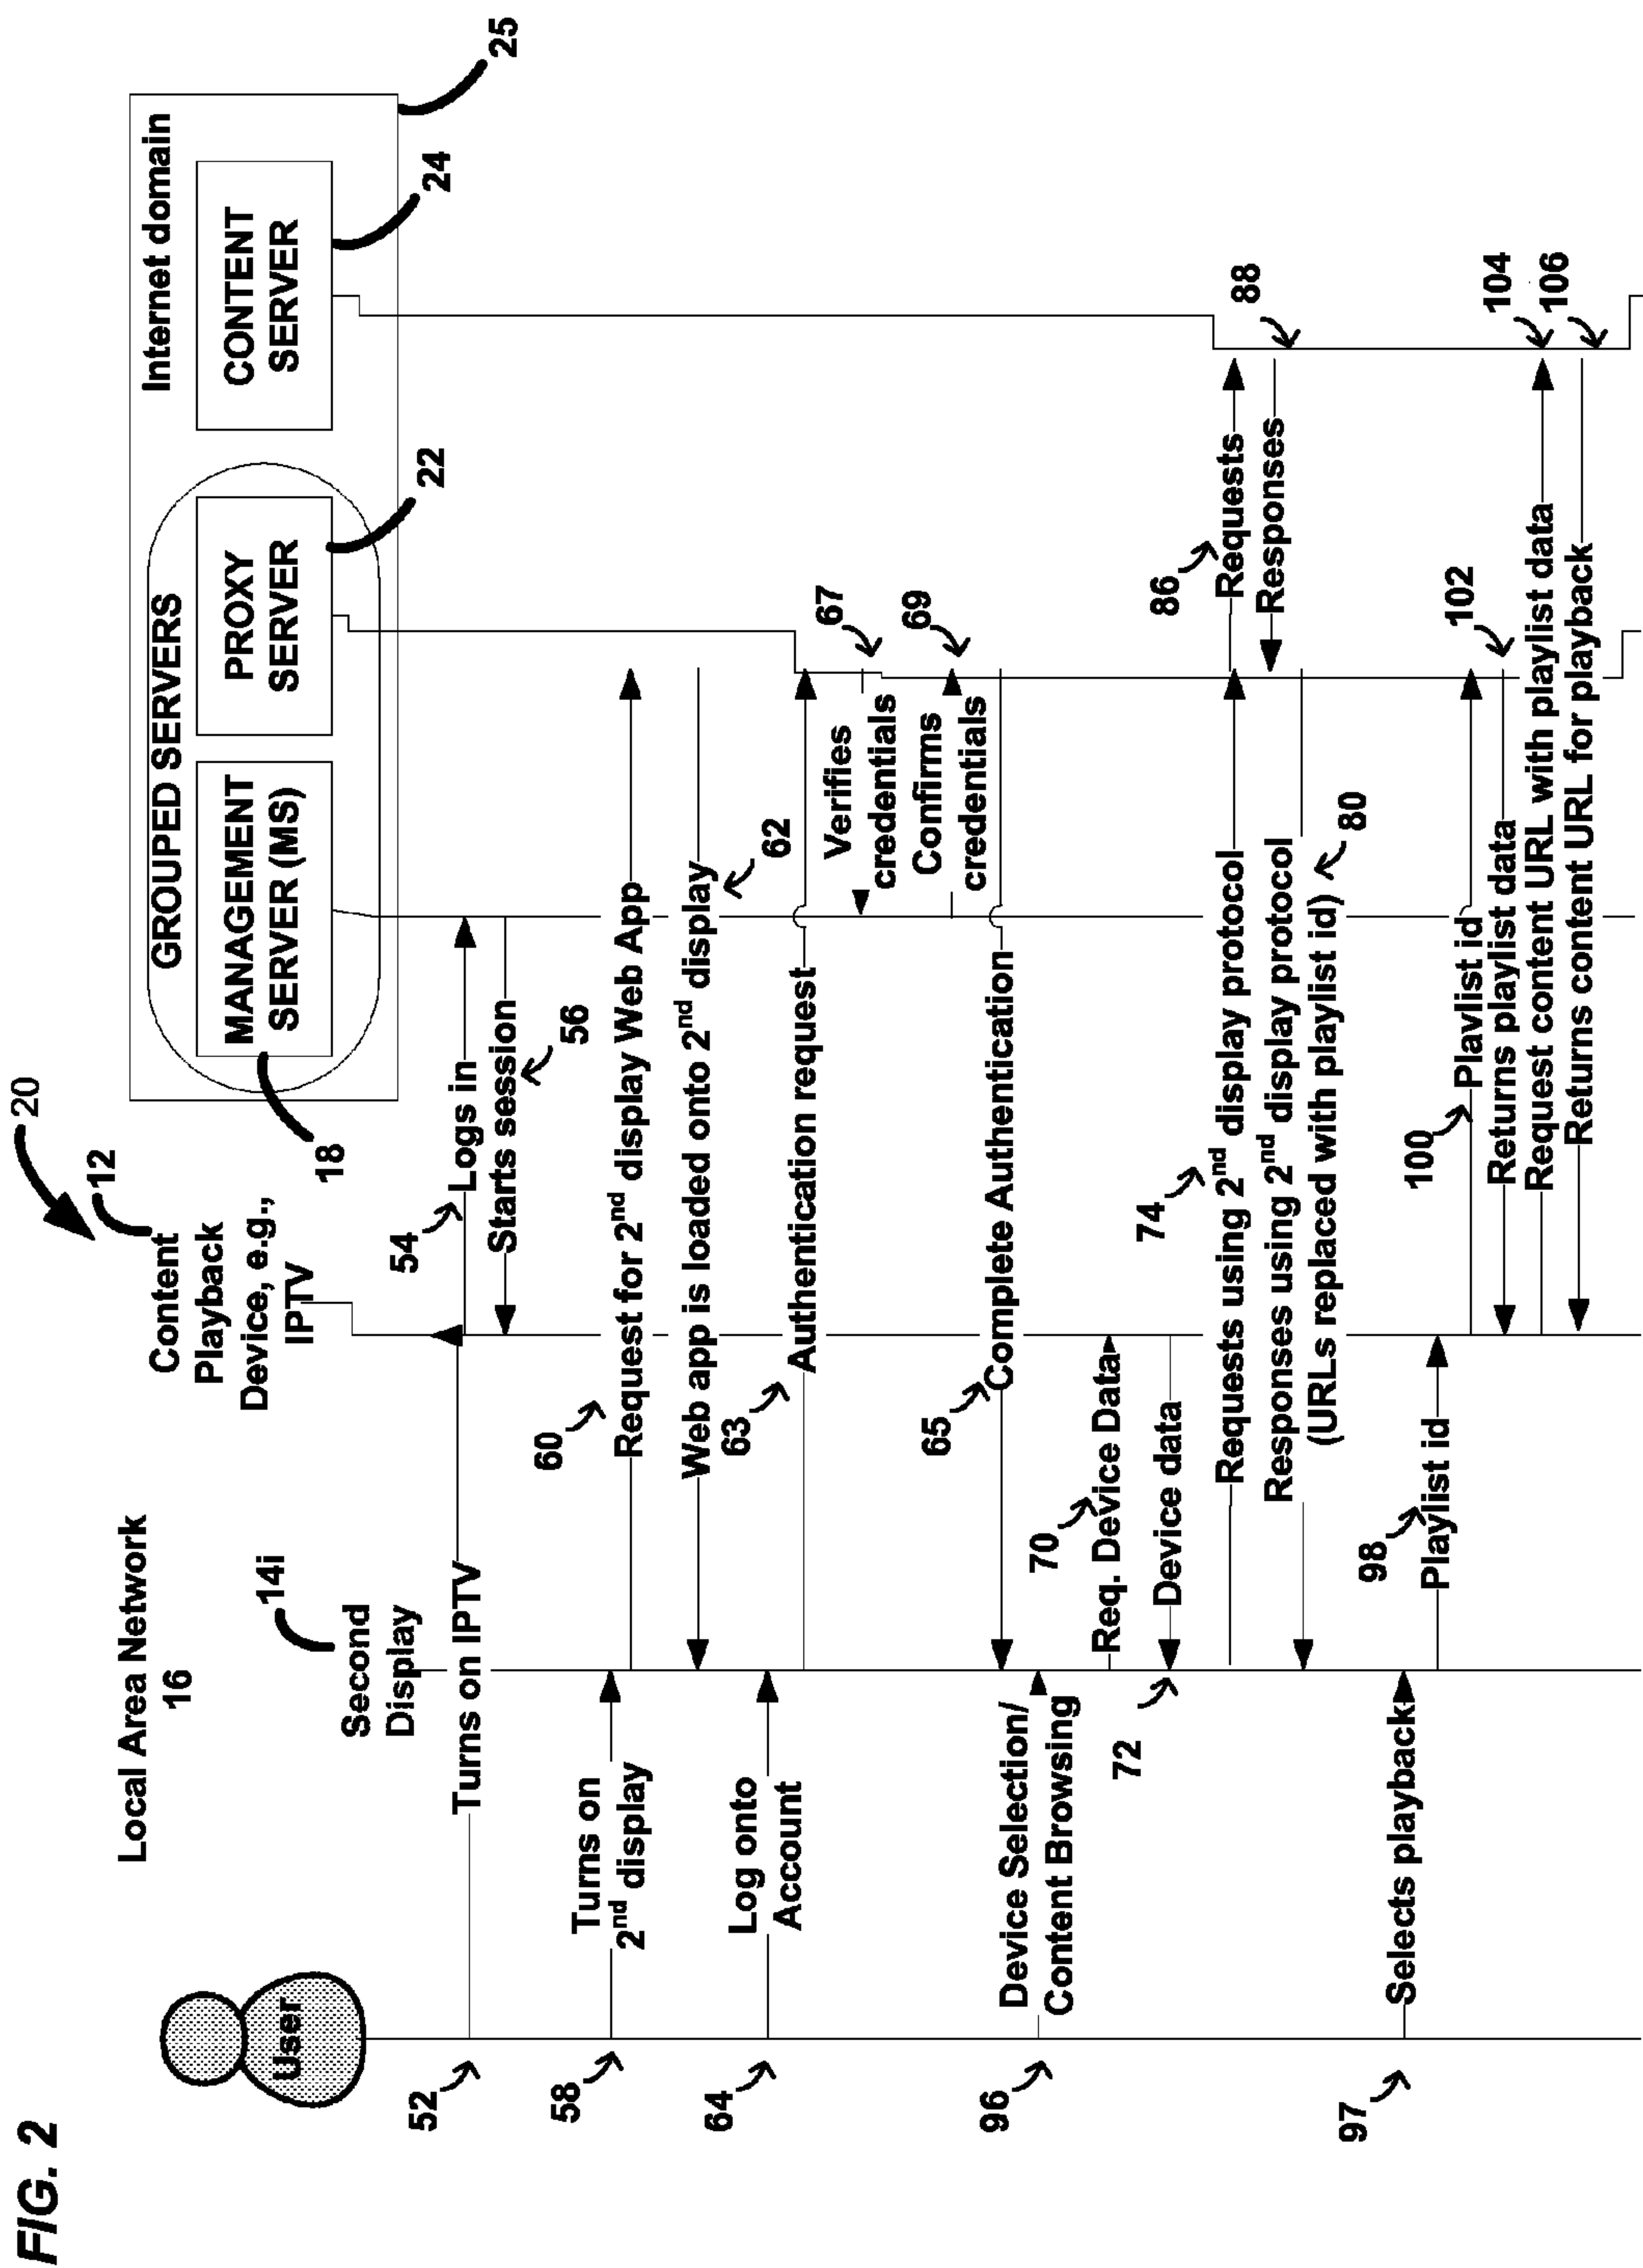 FIG. 2
20
Local Area Network
16
12
Content
Playback
Device, e.g.,
IPTV
14i
Second
Display
User
25
Internet domain
GROUPED SERVERS
MANAGEMENT
SERVER (MS)
18
PROXY
SERVER
22
CONTENT
SERVER
24
52
Turns on IPTV
54
Logs in
Starts session
56
58
Turns on
2nd display
60
Request for 2nd display Web App
Web app is loaded onto 2nd display
62
64
Log onto
Account
63
Authentication request
67
Verifies
credentials
69
Confirms
credentials
65
Complete Authentication
96
Device Selection/
Content Browsing
70
Req. Device Data
Device data
72
74
Requests using 2nd display protocol
86
Requests
88
Responses
Responses using 2nd display protocol
(URLs replaced with playlist id)
80
97
Selects playback
98
Playlist id
100
Playlist id
102
Returns playlist data
104
Request content URL with playlist data
106
Returns content URL for playback